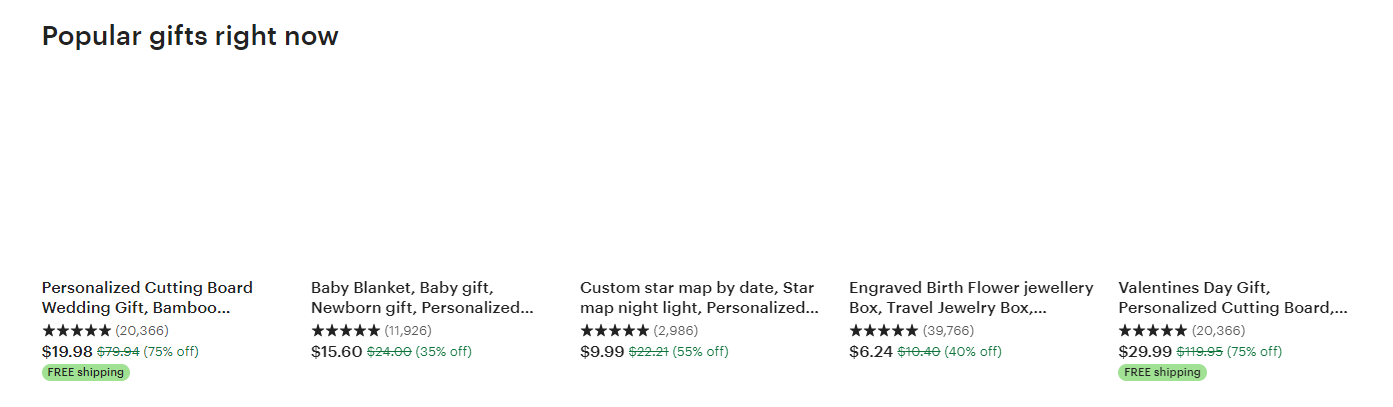 Popular gifts right now
Personalized Cutting Board
Wedding Gift, Bamboo...
★★★★★ (20,366)
$19.98 $79.94 (75% off)
FREE shipping
Baby Blanket, Baby gift,
Newborn gift, Personalized...
★★★★★ (11,926)
$15.60 $24.00 (35% off)
Custom star map by date, Star
map night light, Personalized...
★★★★★ (2,986)
$9.99 $22.21 (55% off)
Engraved Birth Flower jewellery
Box, Travel Jewelry Box,...
★★★★★ (39,766)
$6.24 $10.40 (40% off)
Valentines Day Gift,
Personalized Cutting Board,...
★★★★★ (20,366)
$29.99 $119.95 (75% off)
FREE shipping